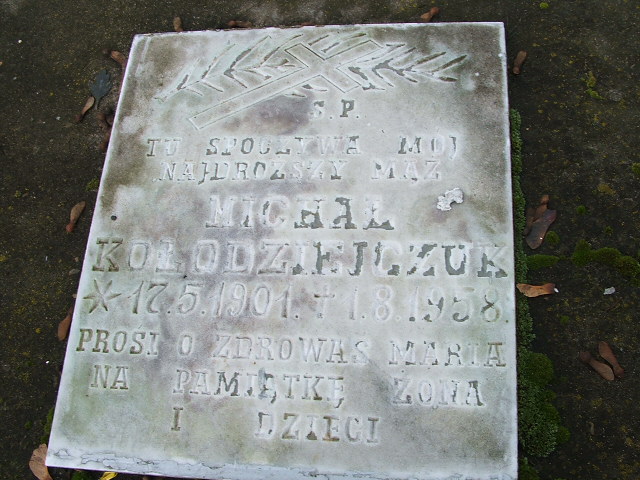 Ś. P.
TU SPOCZYWA MÓJ
NAJDROŻSZY MĄŻ
MICHAŁ
KOŁODZIEJCZUK
* 17.5.1901. + 1.8.1958.
PROSI O ZDROWAŚ MARIA
NA PAMIĘTKĘ ŻONA
I DZIECI